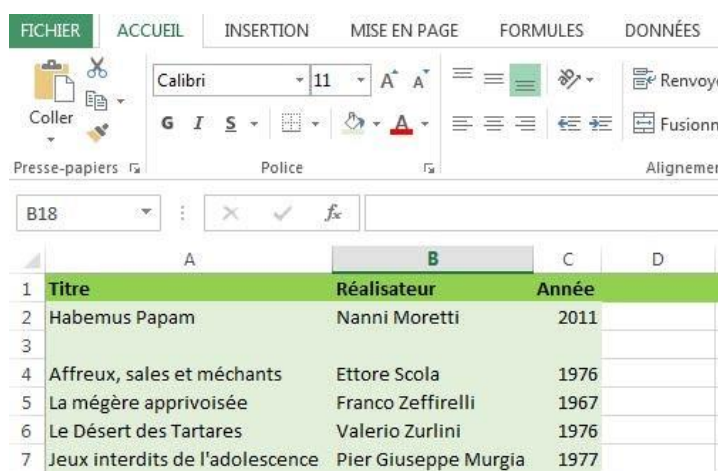 FICHIER ACCUEIL INSERTION MISE EN PAGE FORMULES DONNÉES
Calibri 11 A A Renvoye
Coller G I S A Fusionn
Presse-papiers Police Alignemen
B18 fx
A B C D
1 Titre Réalisateur Année
2 Habemus Papam Nanni Moretti 2011
3
4 Affreux, sales et méchants Ettore Scola 1976
5 La mégère apprivoisée Franco Zeffirelli 1967
6 Le Désert des Tartares Valerio Zurlini 1976
7 Jeux interdits de l'adolescence Pier Giuseppe Murgia 1977